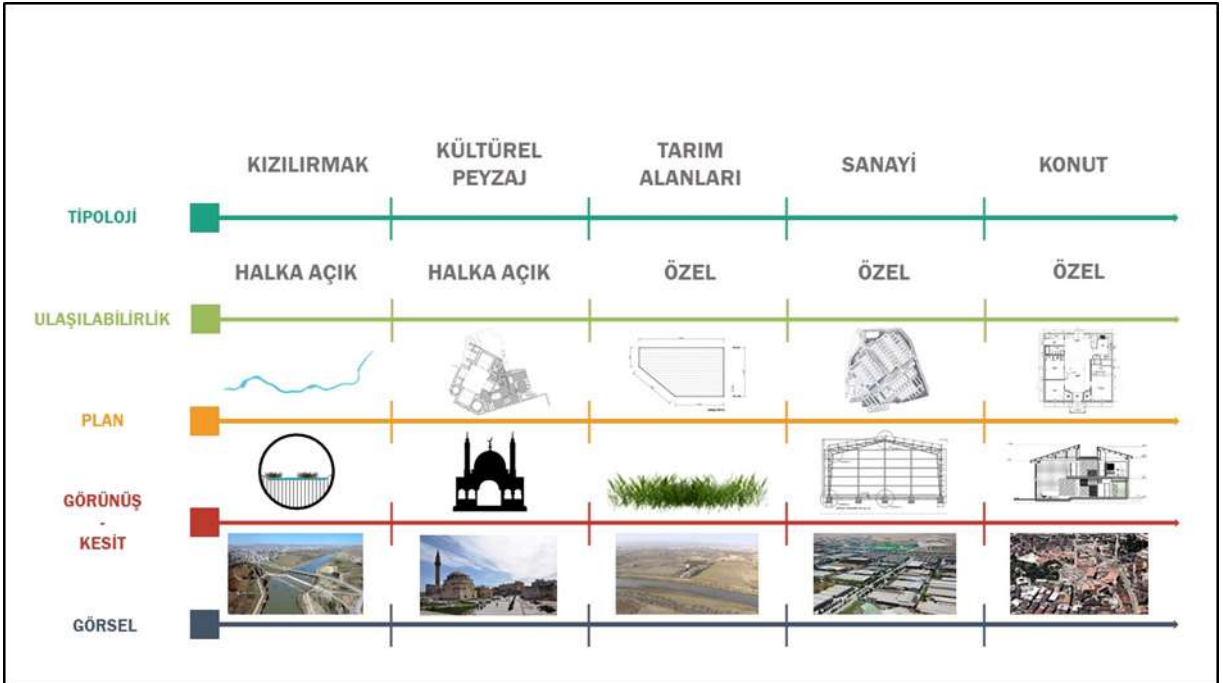 KIZILIRMAK
KÜLTÜREL
PEYZAJ
TARIM
ALANLARI
SANAYİ
KONUT
TİPOLOJİ
HALKA AÇIK
HALKA AÇIK
ÖZEL
ÖZEL
ÖZEL
ULAŞILABİLİRLİK
PLAN
GÖRÜNÜŞ
-
KESİT
GÖRSEL